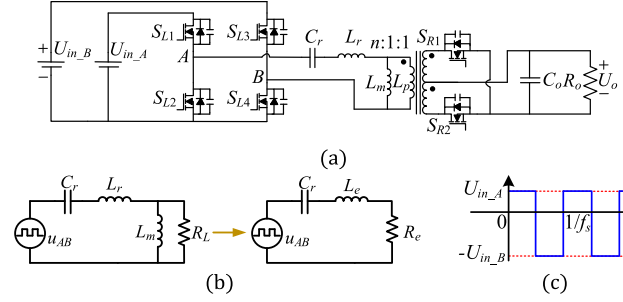 U_in_B
U_in_A
S_L1
S_L3
A
B
S_L2
S_L4
C_r
L_r
n:1:1
L_m
L_p
S_R1
S_R2
C_o
R_o
U_o
+
−
+
−
(a)
C_r
L_r
L_m
R_L
u_AB
C_r
L_e
R_e
u_AB
(b)
U_in_A
0
1/f_s
-U_in_B
(c)